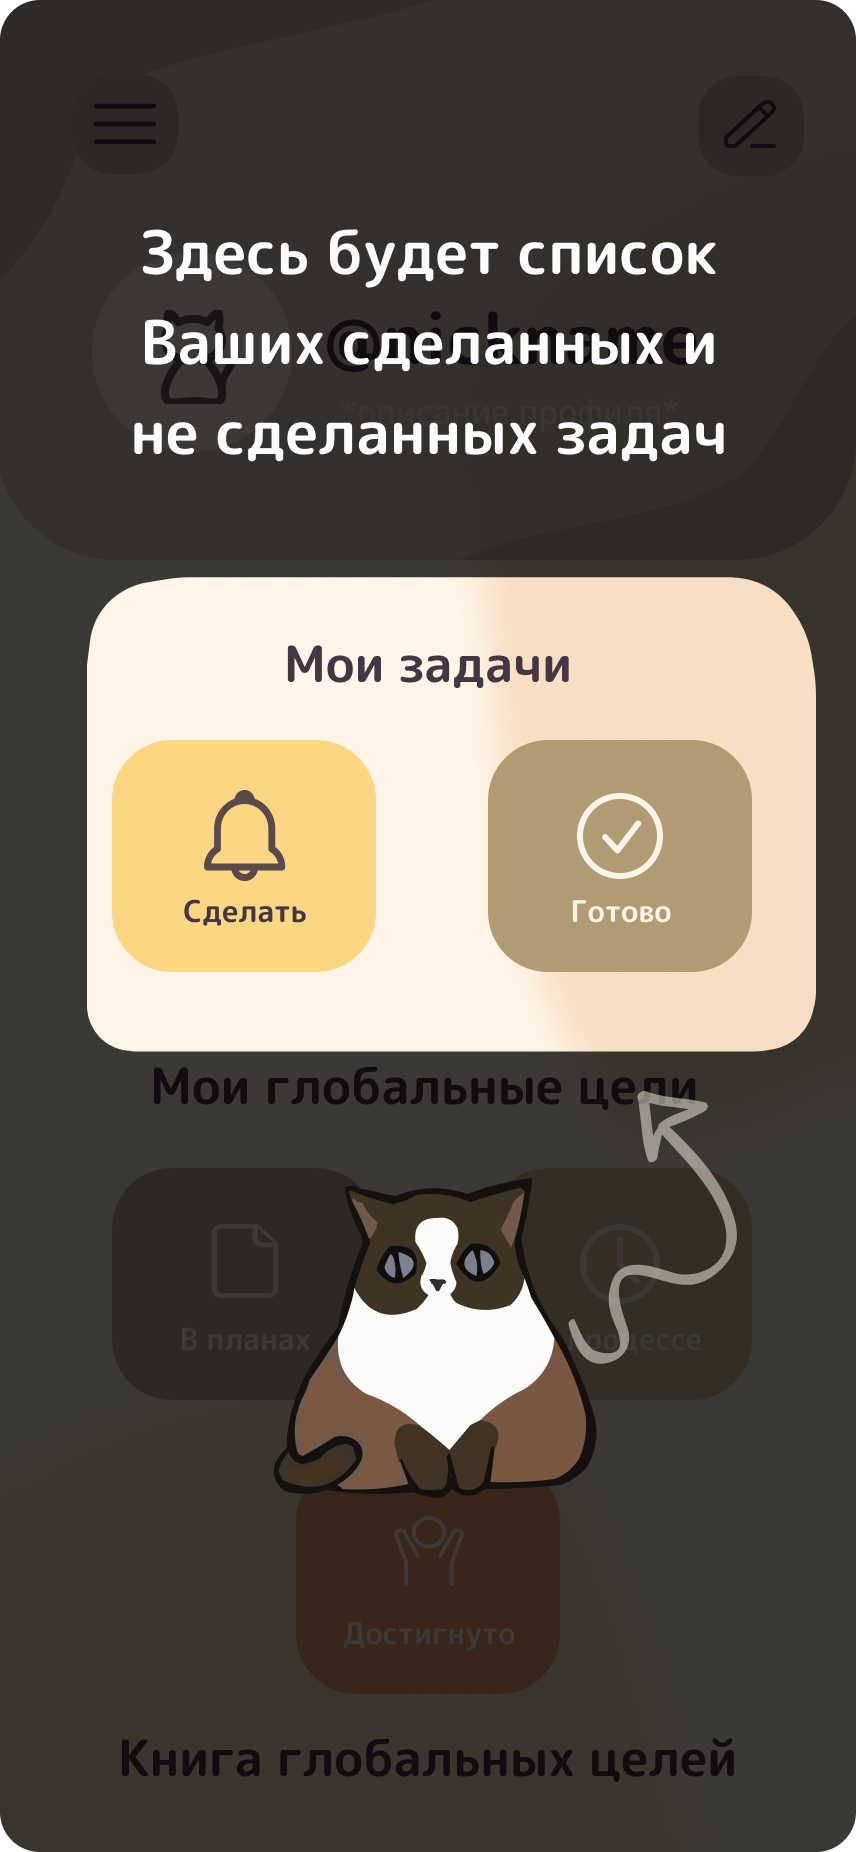 Здесь будет список
@nickname
Ваших сделанных и
*описание профиля*
не сделанных задач
Мои задачи
Сделать
Готово
Мои глобальные цели
В планах
процессе
Достигнуто
Книга глобальных целей